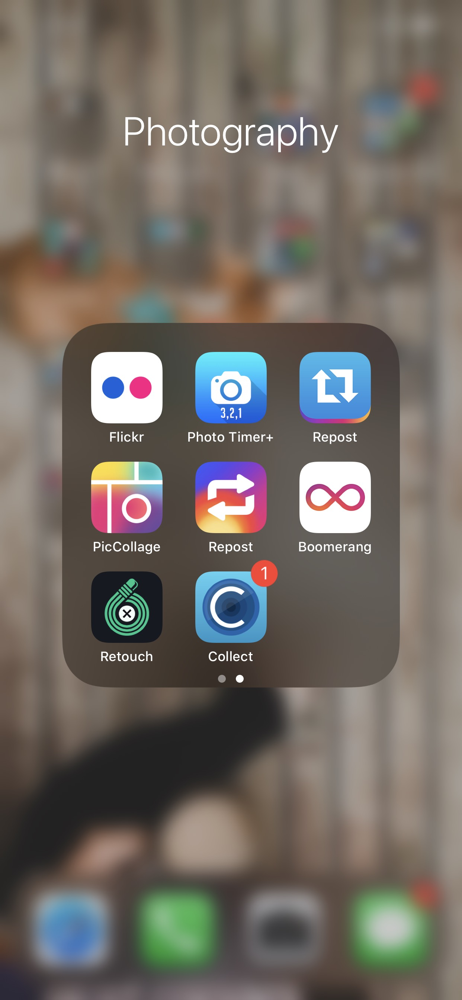 Photography
3,2,1
Flickr
Photo Timer+
Repost
PicCollage
Repost
Boomerang
1
Retouch
Collect